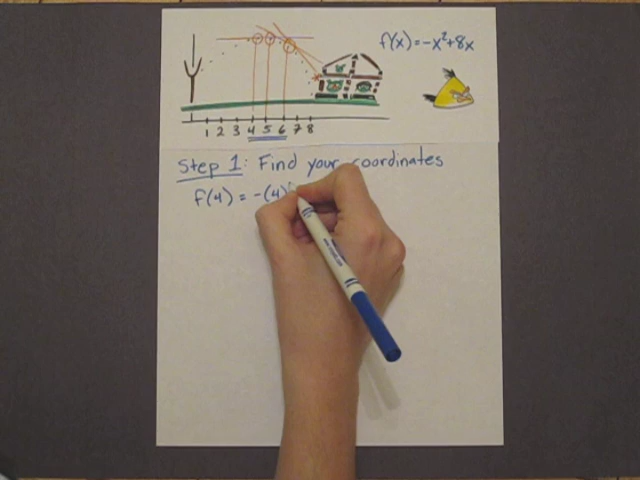 f(x)=-x²+8x
1 2 3 4 5 6 7 8
Step 1: Find your coordinates
f(4) = -(4)